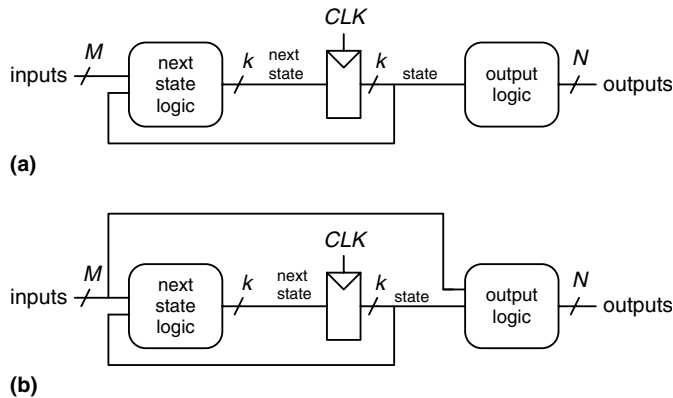 CLK
inputs
M
next
state
logic
k
next
state
k
state
output
logic
N
outputs
(a)
CLK
inputs
M
next
state
logic
k
next
state
k
state
output
logic
N
outputs
(b)